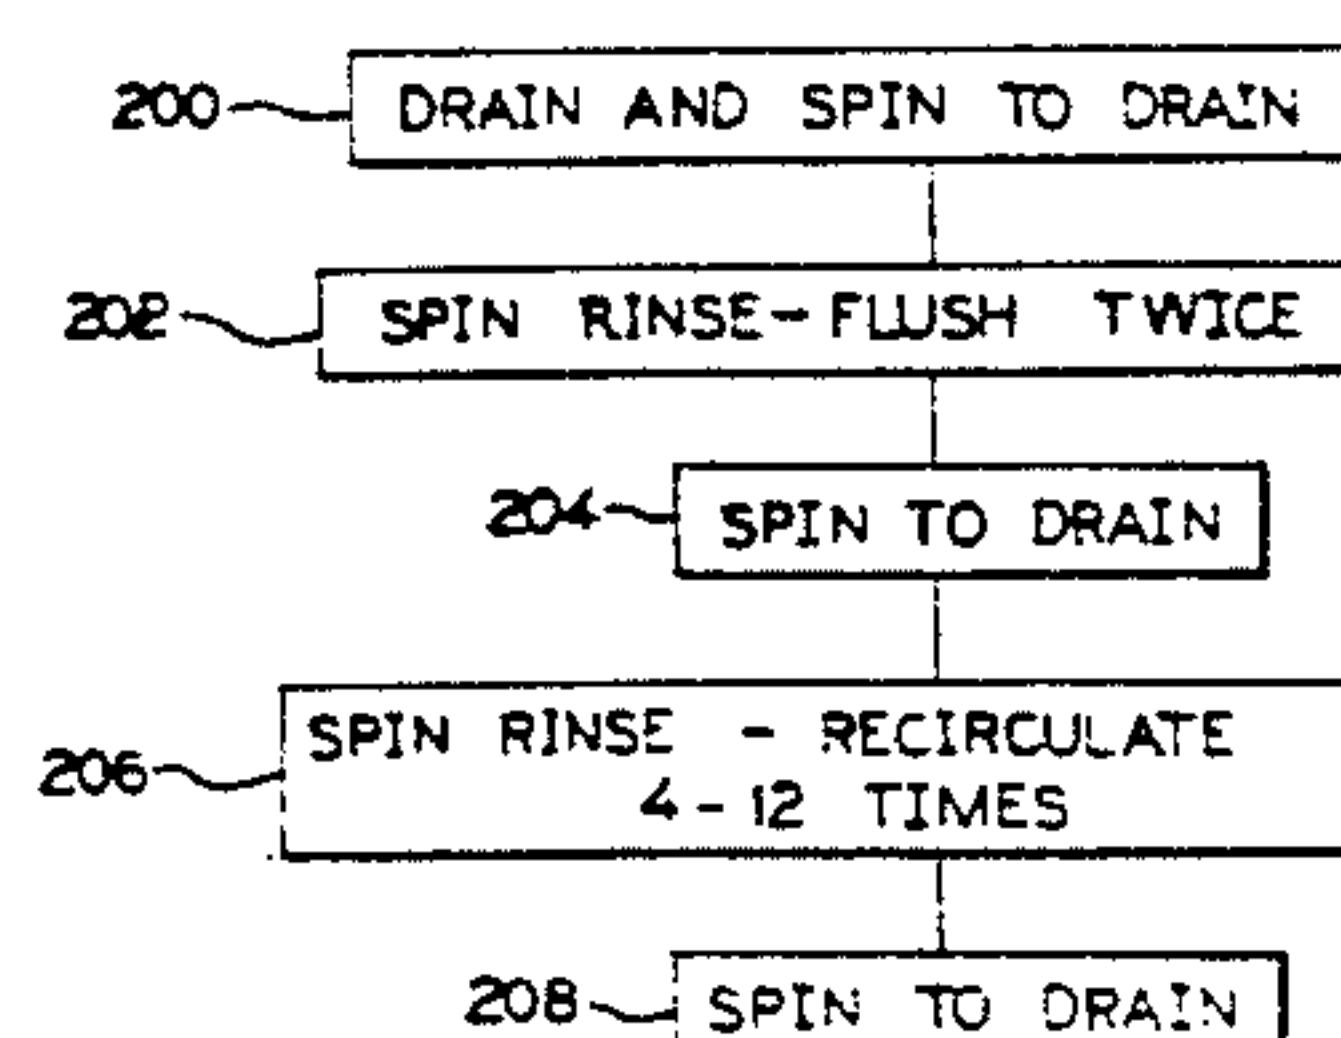 200 DRAIN AND SPIN TO DRAIN
202 SPIN RINSE-FLUSH TWICE
204 SPIN TO DRAIN
206 SPIN RINSE - RECIRCULATE
4-12 TIMES
208 SPIN TO DRAIN